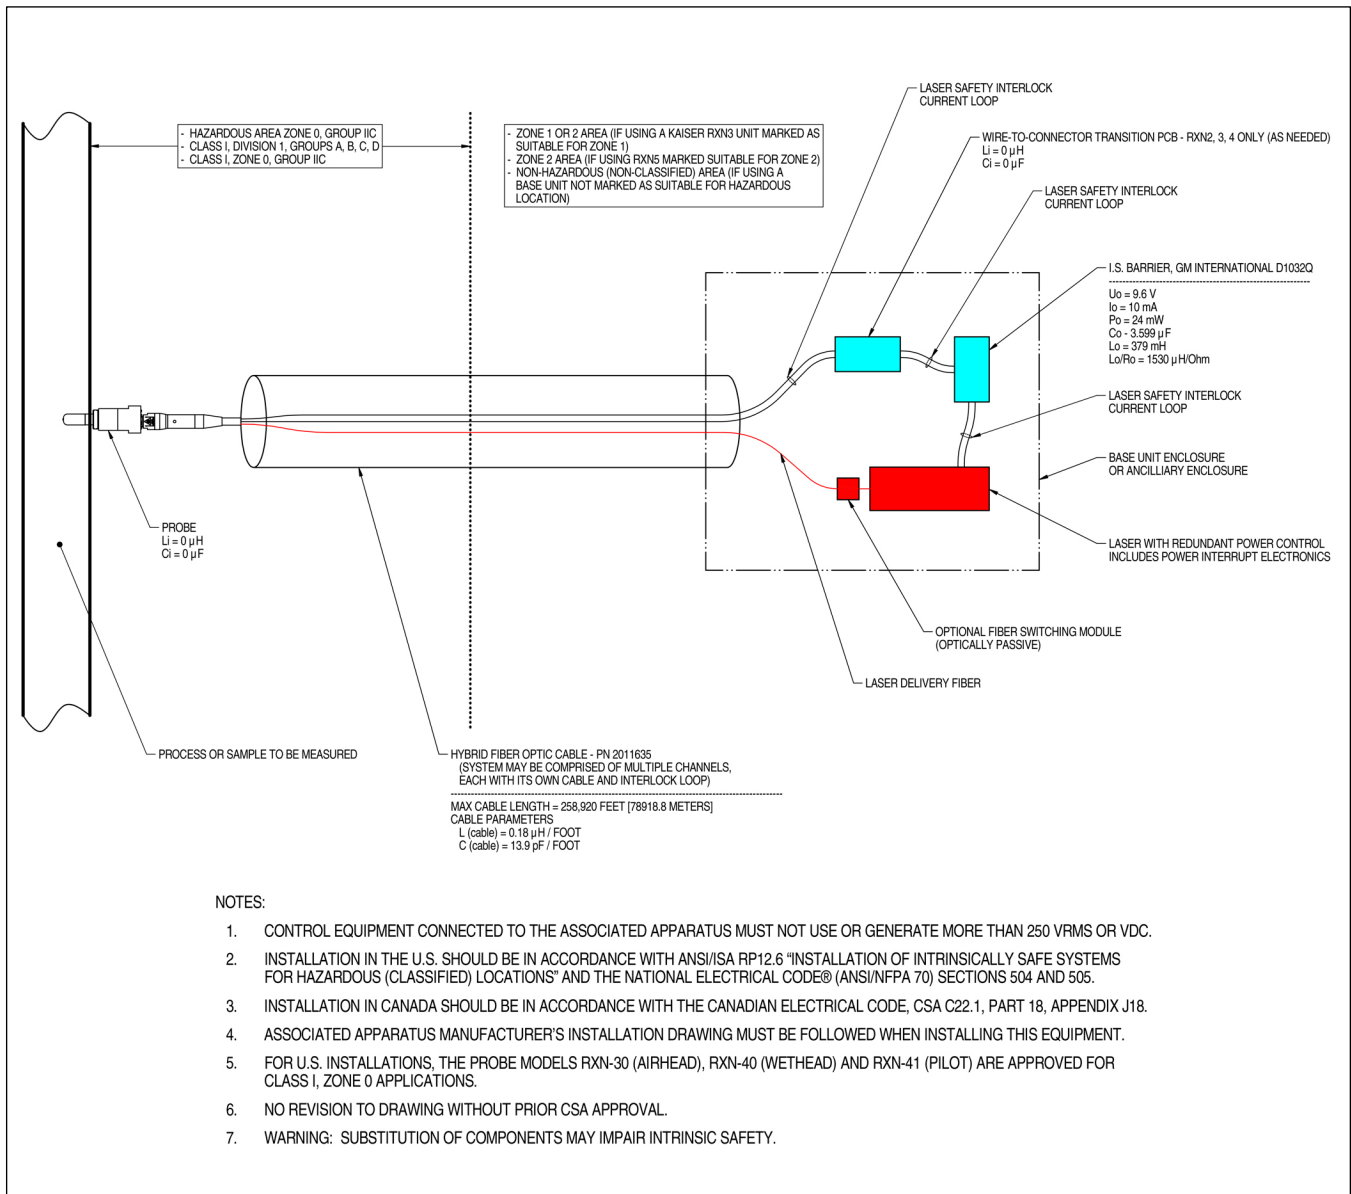 LASER SAFETY INTERLOCK
CURRENT LOOP
- HAZARDOUS AREA ZONE 0, GROUP IIC
- CLASS I, DIVISION 1, GROUPS A, B, C, D
- CLASS I, ZONE 0, GROUP IIC
- ZONE 1 OR 2 AREA (IF USING A KAISER RXN3 UNIT MARKED AS
SUITABLE FOR ZONE 1)
- ZONE 2 AREA (IF USING RXN5 MARKED SUITABLE FOR ZONE 2)
- NON-HAZARDOUS (NON-CLASSIFIED) AREA (IF USING A
BASE UNIT NOT MARKED AS SUITABLE FOR HAZARDOUS
LOCATION)
WIRE-TO-CONNECTOR TRANSITION PCB - RXN2, 3, 4 ONLY (AS NEEDED)
Li = 0 µH
Ci = 0 µF
LASER SAFETY INTERLOCK
CURRENT LOOP
I.S. BARRIER, GM INTERNATIONAL D1032Q
Uo = 9.6 V
Io = 10 mA
Po = 24 mW
Co - 3.599 µF
Lo = 379 mH
Lo/Ro = 1530 µH/Ohm
LASER SAFETY INTERLOCK
CURRENT LOOP
BASE UNIT ENCLOSURE
OR ANCILLIARY ENCLOSURE
PROBE
Li = 0 µH
Ci = 0 µF
LASER WITH REDUNDANT POWER CONTROL
INCLUDES POWER INTERRUPT ELECTRONICS
OPTIONAL FIBER SWITCHING MODULE
(OPTICALLY PASSIVE)
LASER DELIVERY FIBER
PROCESS OR SAMPLE TO BE MEASURED
HYBRID FIBER OPTIC CABLE - PN 2011635
(SYSTEM MAY BE COMPRISED OF MULTIPLE CHANNELS,
EACH WITH ITS OWN CABLE AND INTERLOCK LOOP)
MAX CABLE LENGTH = 258,920 FEET [78918.8 METERS]
CABLE PARAMETERS
L (cable) = 0.18 µH / FOOT
C (cable) = 13.9 pF / FOOT
NOTES:
1. CONTROL EQUIPMENT CONNECTED TO THE ASSOCIATED APPARATUS MUST NOT USE OR GENERATE MORE THAN 250 VRMS OR VDC.
2. INSTALLATION IN THE U.S. SHOULD BE IN ACCORDANCE WITH ANSI/ISA RP12.6 “INSTALLATION OF INTRINSICALLY SAFE SYSTEMS
FOR HAZARDOUS (CLASSIFIED) LOCATIONS” AND THE NATIONAL ELECTRICAL CODE® (ANSI/NFPA 70) SECTIONS 504 AND 505.
3. INSTALLATION IN CANADA SHOULD BE IN ACCORDANCE WITH THE CANADIAN ELECTRICAL CODE, CSA C22.1, PART 18, APPENDIX J18.
4. ASSOCIATED APPARATUS MANUFACTURER’S INSTALLATION DRAWING MUST BE FOLLOWED WHEN INSTALLING THIS EQUIPMENT.
5. FOR U.S. INSTALLATIONS, THE PROBE MODELS RXN-30 (AIRHEAD), RXN-40 (WETHEAD) AND RXN-41 (PILOT) ARE APPROVED FOR
CLASS I, ZONE 0 APPLICATIONS.
6. NO REVISION TO DRAWING WITHOUT PRIOR CSA APPROVAL.
7. WARNING: SUBSTITUTION OF COMPONENTS MAY IMPAIR INTRINSIC SAFETY.